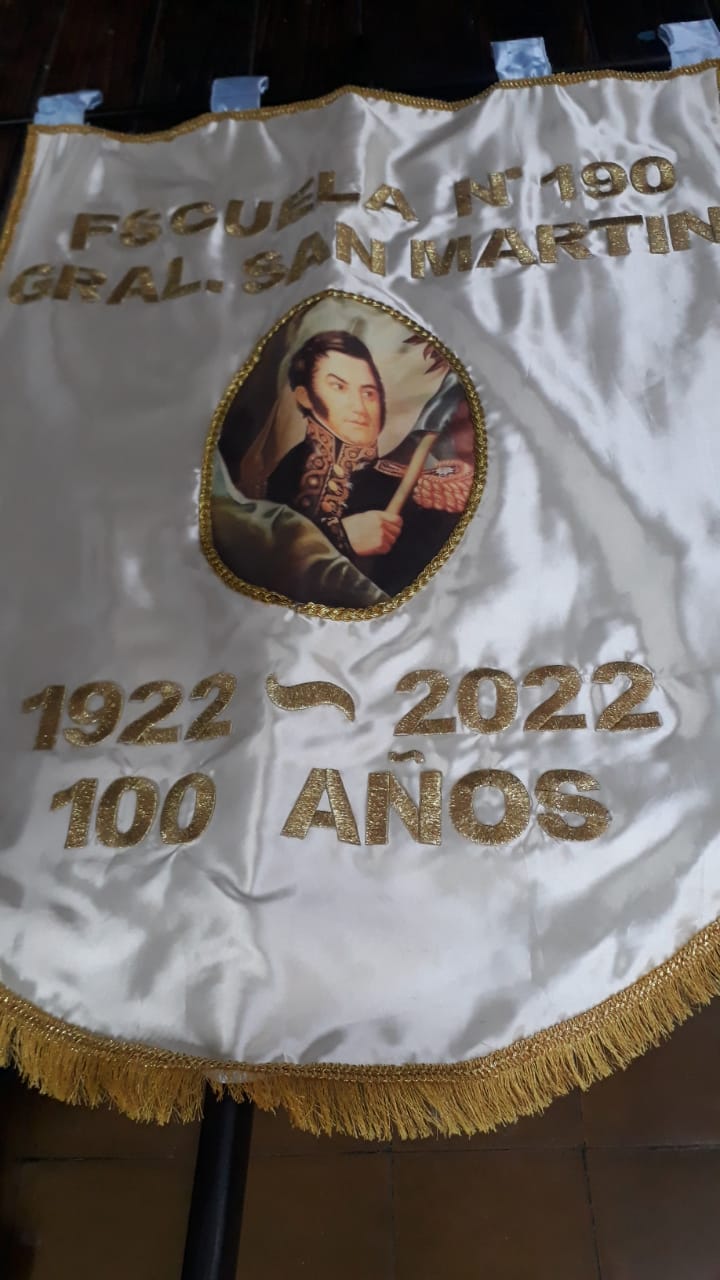 ESCUELA N° 190
GRAL. SAN MARTIN
1922 ~ 2022
100 AÑOS